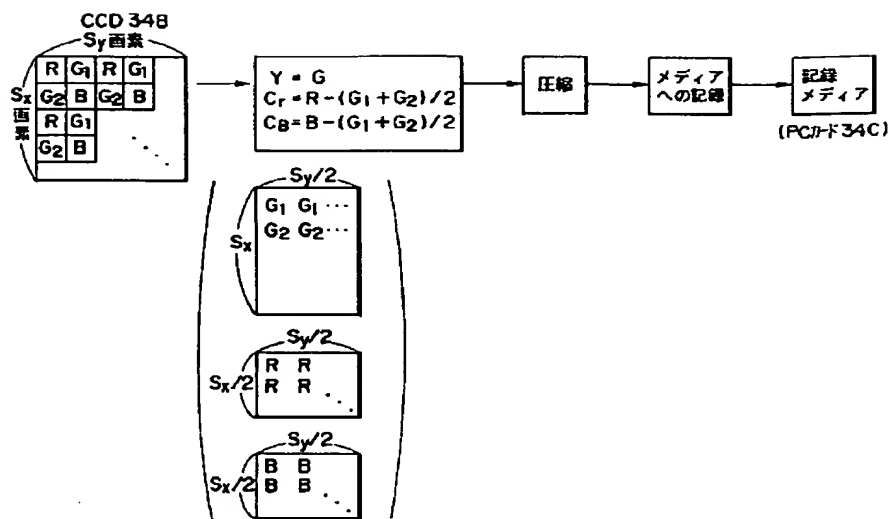 CCD 34B
Sy画素
Sx画素
R G1 R G1
G2 B G2 B
R G1
G2 B
Y = G
Cr = R-(G1+G2)/2
CB = B-(G1+G2)/2
圧縮
メディア
への記録
記録
メディア
(PCカード34C)
Sy/2
Sx
G1 G1 ···
G2 G2 ···
Sy/2
Sx/2
R R
R R
Sy/2
Sx/2
B B
B B